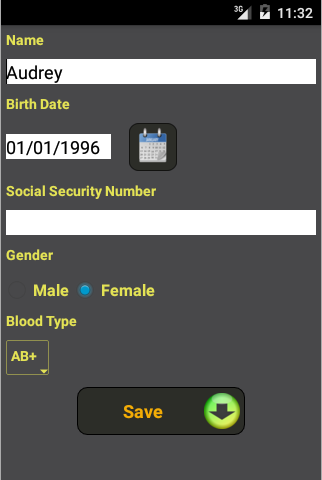 3G 11:32
Name
Audrey
Birth Date
01/01/1996
Social Security Number
Gender
Male Female
Blood Type
AB+
Save